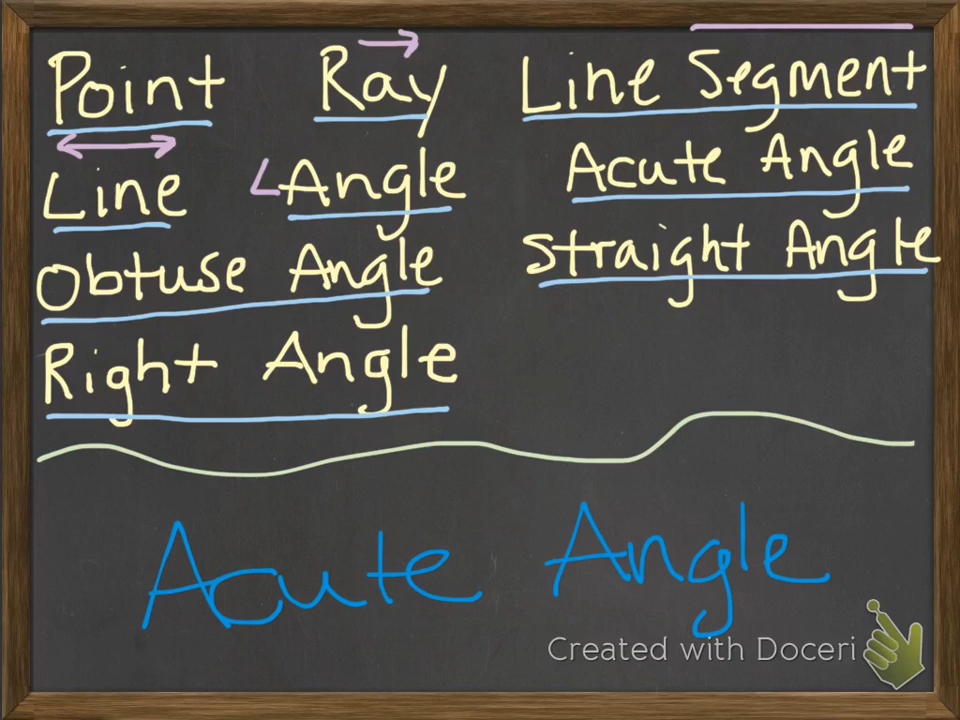 Point Ray Line Segment
Line Angle Acute Angle
Obtuse Angle Straight Angle
Right Angle
Acute Angle
Created with Doceri